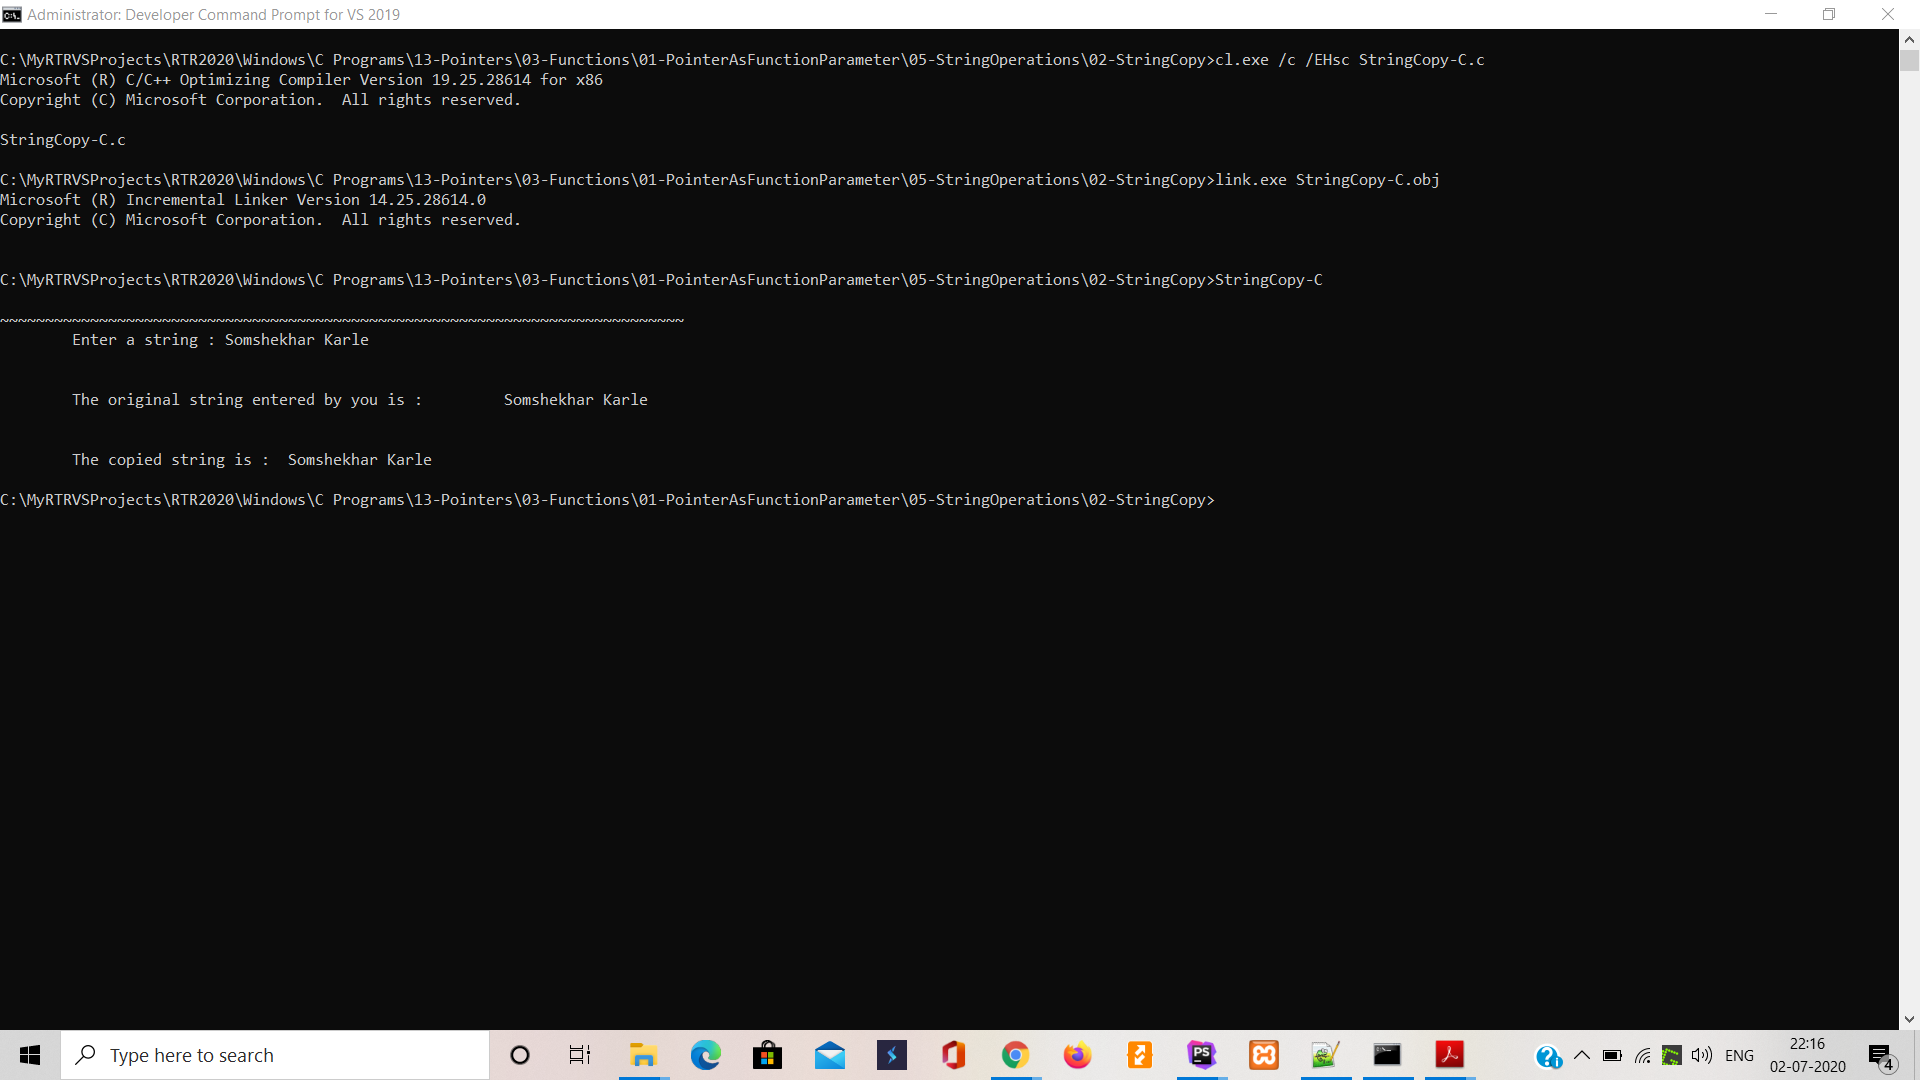 Administrator: Developer Command Prompt for VS 2019
C:\MyRTRVSProjects\RTR2020\Windows\C Programs\13-Pointers\03-Functions\01-PointerAsFunctionParameter\05-StringOperations\02-StringCopy>cl.exe /c /EHsc StringCopy-C.c
Microsoft (R) C/C++ Optimizing Compiler Version 19.25.28614 for x86
Copyright (C) Microsoft Corporation.  All rights reserved.
StringCopy-C.c
C:\MyRTRVSProjects\RTR2020\Windows\C Programs\13-Pointers\03-Functions\01-PointerAsFunctionParameter\05-StringOperations\02-StringCopy>link.exe StringCopy-C.obj
Microsoft (R) Incremental Linker Version 14.25.28614.0
Copyright (C) Microsoft Corporation.  All rights reserved.
C:\MyRTRVSProjects\RTR2020\Windows\C Programs\13-Pointers\03-Functions\01-PointerAsFunctionParameter\05-StringOperations\02-StringCopy>StringCopy-C
~~~~~~~~~~~~~~~~~~~~~~~~~~~~~~~~~~~~~~~~~~~~~~~~~~~~~~~~~~~~~~~~~~~~~~~~~~~~
Enter a string : Somshekhar Karle
The original string entered by you is :         Somshekhar Karle
The copied string is :  Somshekhar Karle
C:\MyRTRVSProjects\RTR2020\Windows\C Programs\13-Pointers\03-Functions\01-PointerAsFunctionParameter\05-StringOperations\02-StringCopy>
Type here to search
PS
ENG
22:16
02-07-2020
4